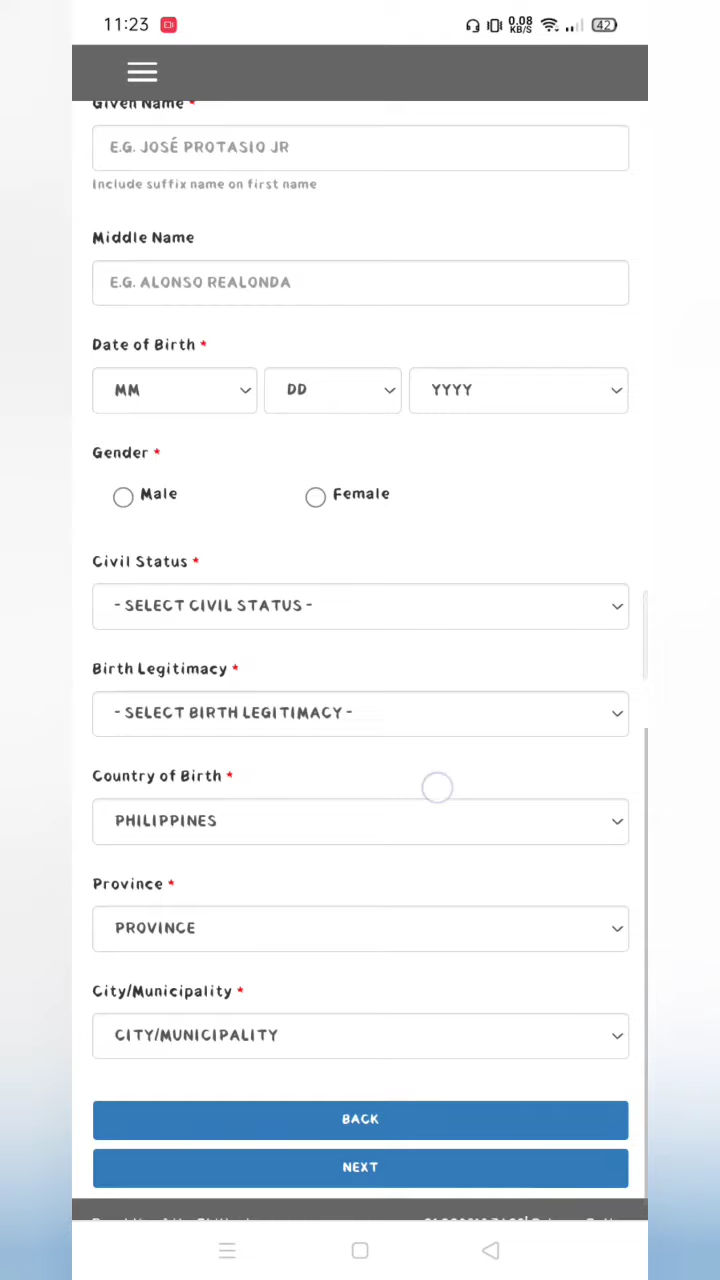 11:23
0.08
KB/S
42
Given Name *
E.G. JOSÉ PROTASIO JR
Include suffix name on first name
Middle Name
E.G. ALONSO REALONDA
Date of Birth *
MM DD YYYY
Gender *
Male Female
Civil Status *
- SELECT CIVIL STATUS -
Birth Legitimacy *
- SELECT BIRTH LEGITIMACY -
Country of Birth *
PHILIPPINES
Province *
PROVINCE
City/Municipality *
CITY/MUNICIPALITY
BACK
NEXT